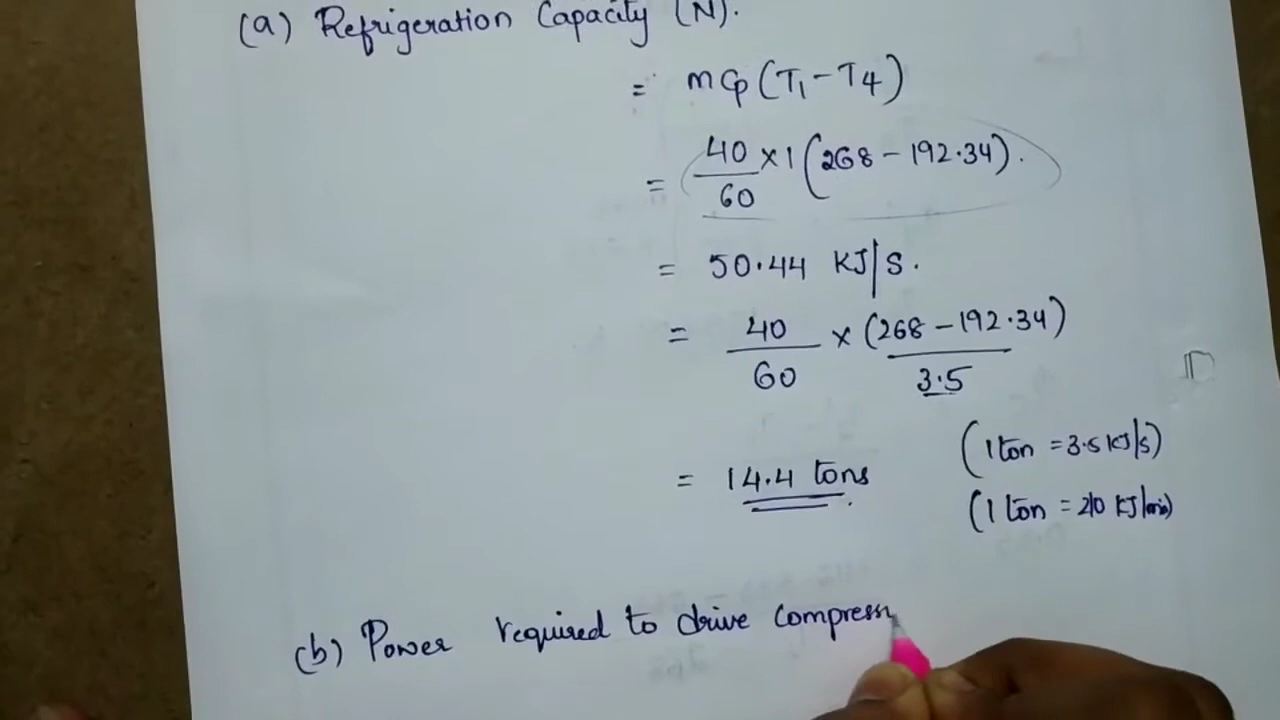 (a) Refrigeration Capacity (N).
= mCp (T1 - T4)
= 40/60 × 1 (268 - 192.34).
= 50.44 KJ/S.
= 40/60 × (268 - 192.34)/3.5
= 14.4 tons.
(1 ton = 3.5 KJ/s)
(1 ton = 210 KJ/min)
(b) Power required to drive compress